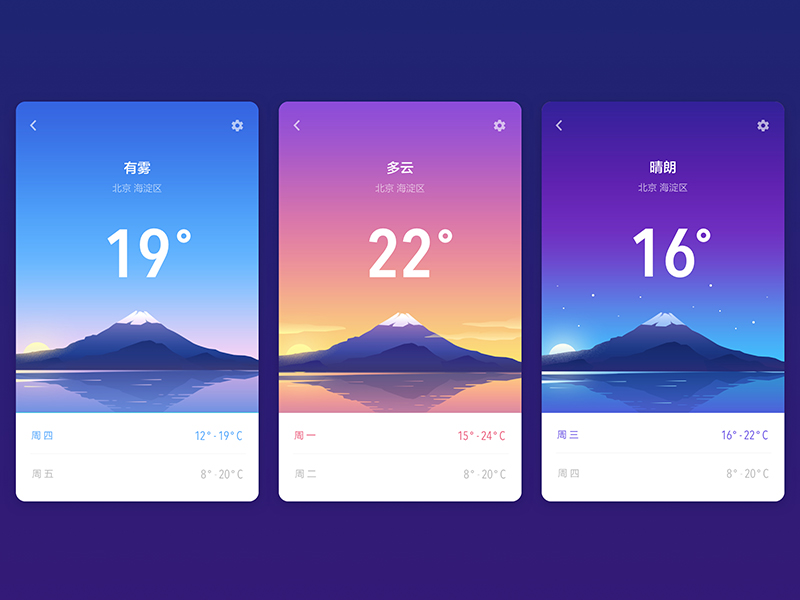 有雾
北京 海淀区
19°
周四 12° - 19°C
周五 8° · 20°C
多云
北京 海淀区
22°
周一 15° - 24°C
周二 8° · 20°C
晴朗
北京 海淀区
16°
周三 16° - 22°C
周四 8° · 20°C